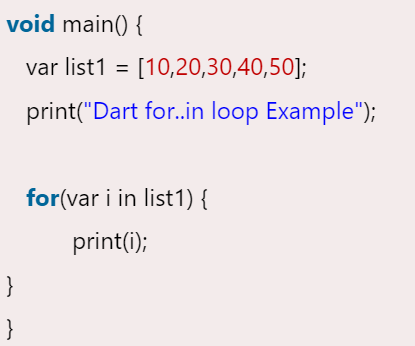 void main() {
var list1 = [10,20,30,40,50];
print("Dart for..in loop Example");
for(var i in list1) {
print(i);
}
}